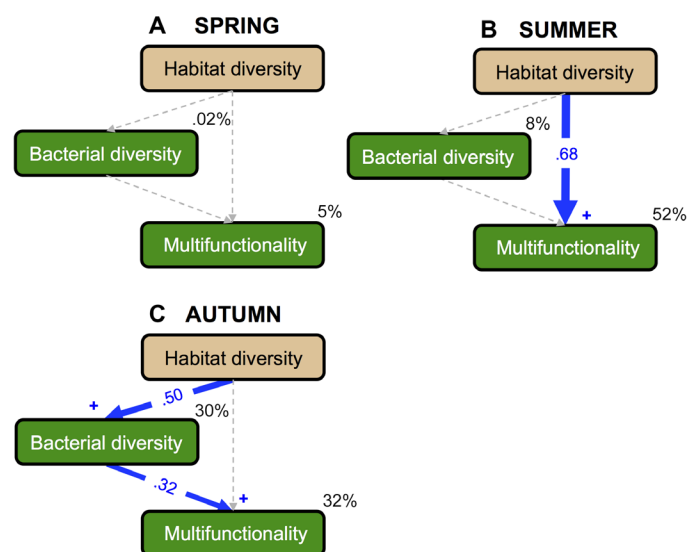 A SPRING
Habitat diversity
.02%
Bacterial diversity
5%
Multifunctionality
B SUMMER
Habitat diversity
8%
.68
Bacterial diversity
+
52%
Multifunctionality
C AUTUMN
Habitat diversity
+
.50
30%
Bacterial diversity
.32
+
32%
Multifunctionality